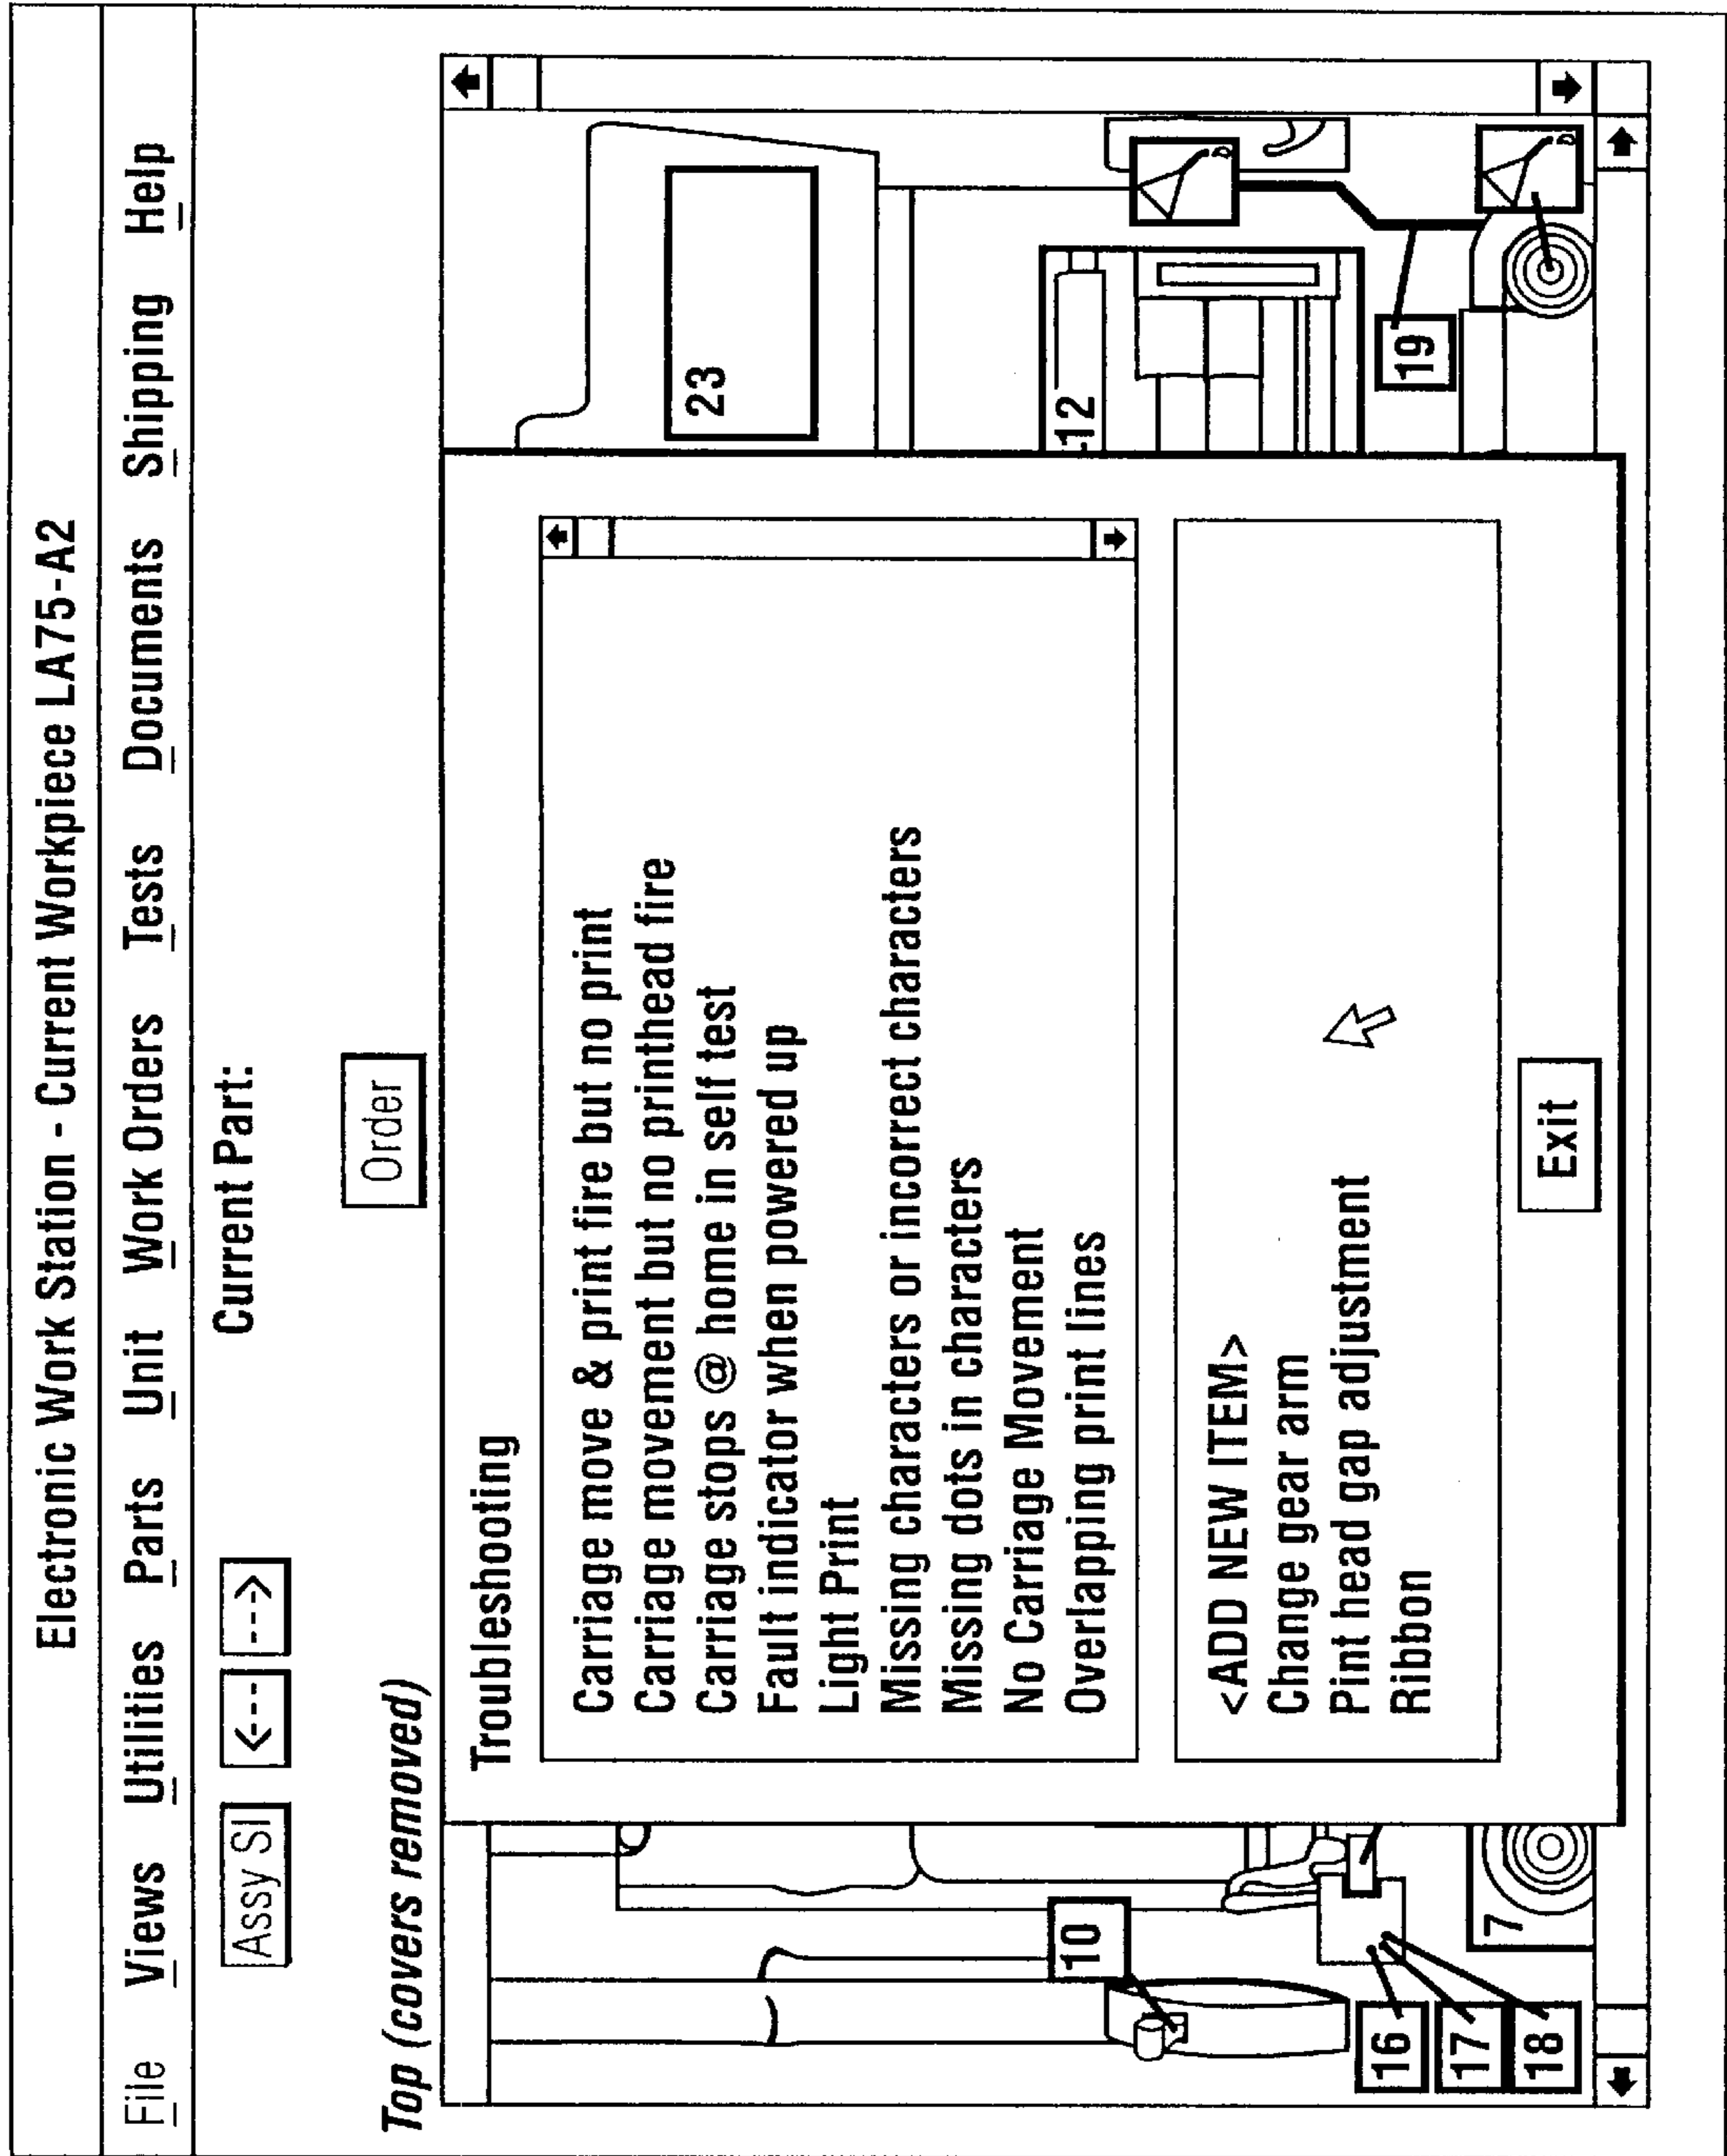 Electronic Work Station - Current Workpiece LA75-A2
File Views Utilities Parts Unit Work Orders Tests Documents Shipping Help
Assy SI <--- ---> Current Part:
Order
Top (covers removed)
Troubleshooting
Carriage move & print fire but no print
Carriage movement but no printhead fire
Carriage stops @ home in self test
Fault indicator when powered up
Light Print
Missing characters or incorrect characters
Missing dots in characters
No Carriage Movement
Overlapping print lines
<ADD NEW ITEM>
Change gear arm
Pint head gap adjustment
Ribbon
Exit
23
12
10
19
16
17
18
7